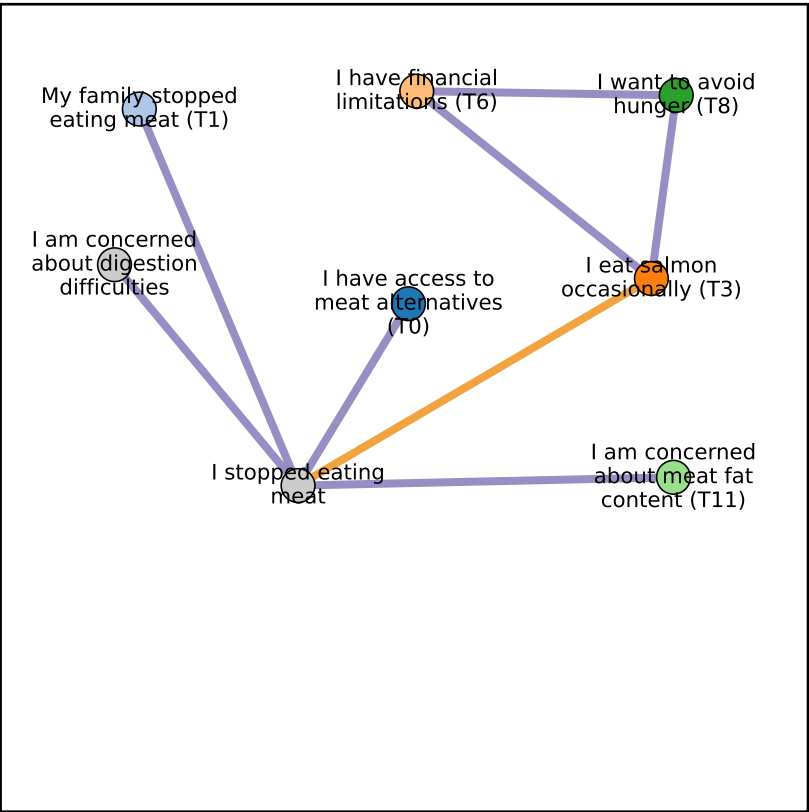 I have financial
limitations (T6)
I want to avoid
hunger (T8)
My family stopped
eating meat (T1)
I am concerned
about digestion
difficulties
I have access to
meat alternatives
(T0)
I eat salmon
occasionally (T3)
I stopped eating
meat
I am concerned
about meat fat
content (T11)